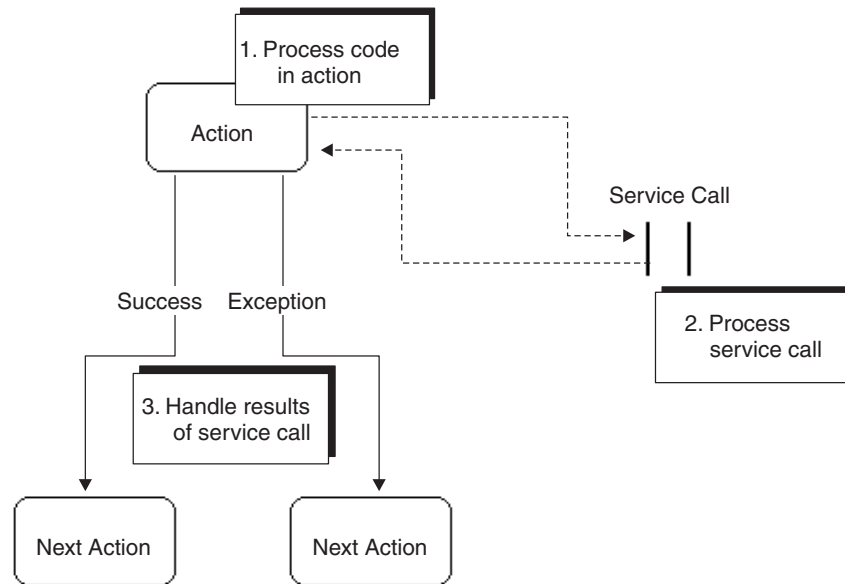 1. Process code
in action
Action
Service Call
Success
Exception
2. Process
service call
3. Handle results
of service call
Next Action
Next Action